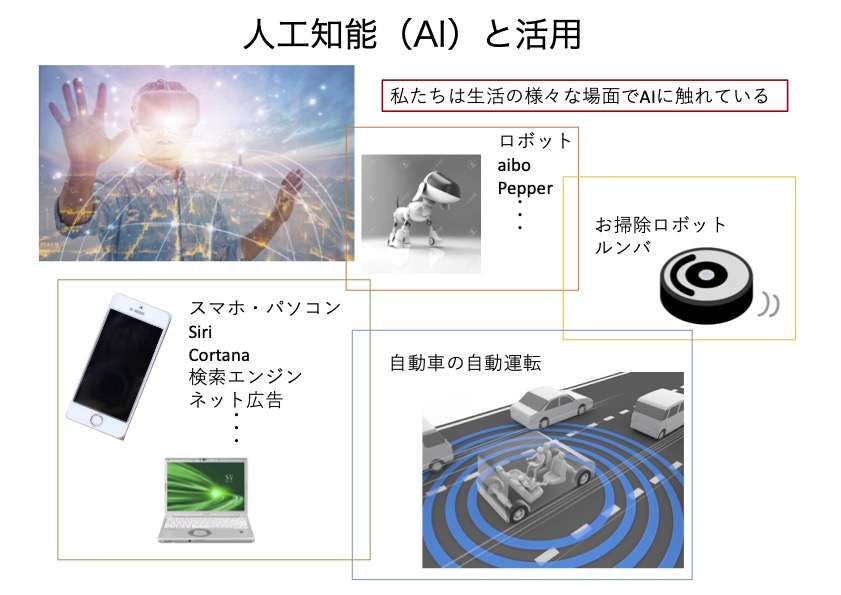 人工知能（AI）と活用
私たちは生活の様々な場面でAIに触れている
ロボット
aibo
Pepper
・
・
・
お掃除ロボット
ルンバ
スマホ・パソコン
Siri
Cortana
検索エンジン
ネット広告
・
・
・
自動車の自動運転
SV